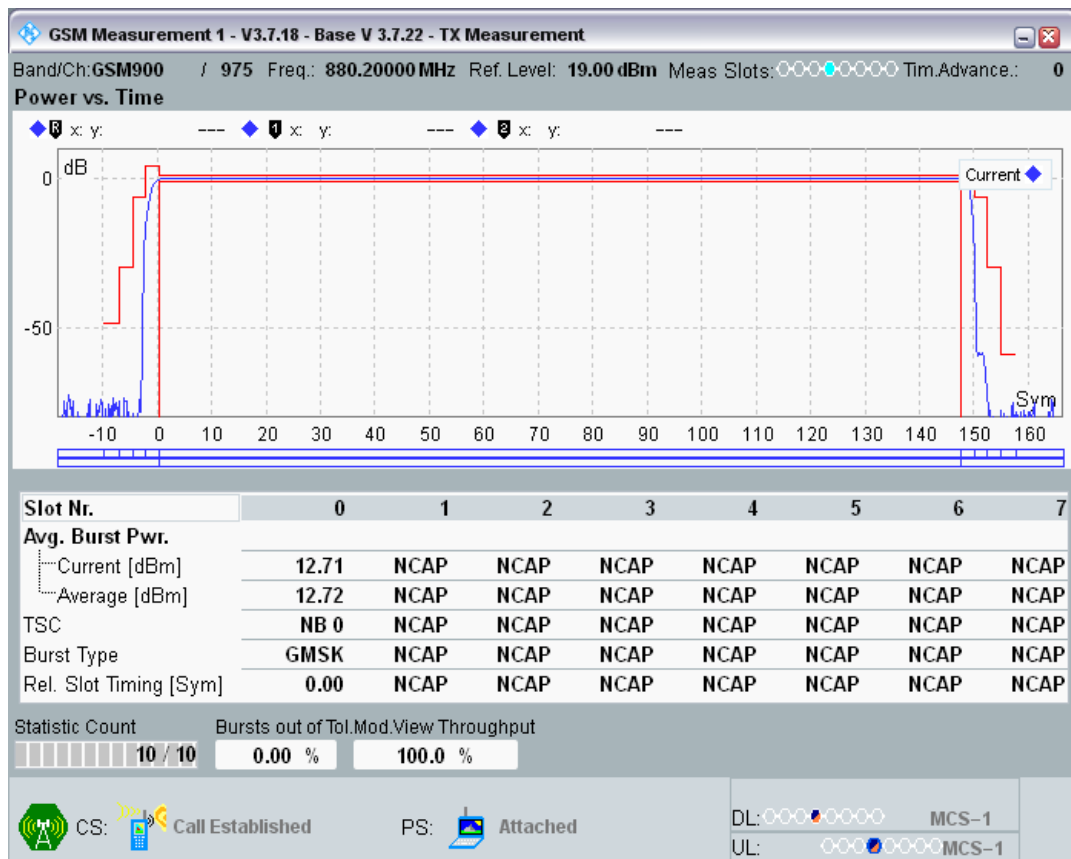 GSM Measurement 1 - V3.7.18 - Base V 3.7.22 - TX Measurement
Band/Ch: GSM900 / 975 Freq.: 880.20000 MHz Ref. Level: 19.00 dBm Meas Slots: Tim.Advance.: 0
Power vs. Time
R x: y: --- 1 x: y: --- 2 x: y: ---
dB
Current
0
-50
Sym
-10 0 10 20 30 40 50 60 70 80 90 100 110 120 130 140 150 160
Slot Nr. 0 1 2 3 4 5 6 7
Avg. Burst Pwr.
Current [dBm] 12.71 NCAP NCAP NCAP NCAP NCAP NCAP NCAP
Average [dBm] 12.72 NCAP NCAP NCAP NCAP NCAP NCAP NCAP
TSC NB 0 NCAP NCAP NCAP NCAP NCAP NCAP NCAP
Burst Type GMSK NCAP NCAP NCAP NCAP NCAP NCAP NCAP
Rel. Slot Timing [Sym] 0.00 NCAP NCAP NCAP NCAP NCAP NCAP NCAP
Statistic Count Bursts out of Tol. Mod.View Throughput
10 / 10 0.00 % 100.0 %
CS: Call Established PS: Attached DL: MCS-1
UL: MCS-1